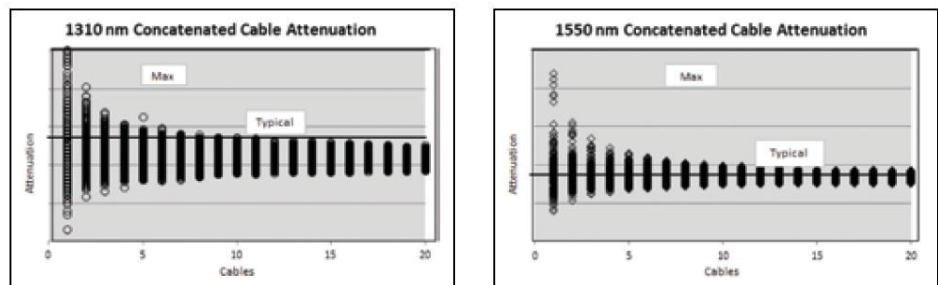 1310 nm Concatenated Cable Attenuation
Max
Typical
Attenuation
0 5 10 15 20
Cables
1550 nm Concatenated Cable Attenuation
Max
Typical
Attenuation
0 5 10 15 20
Cables